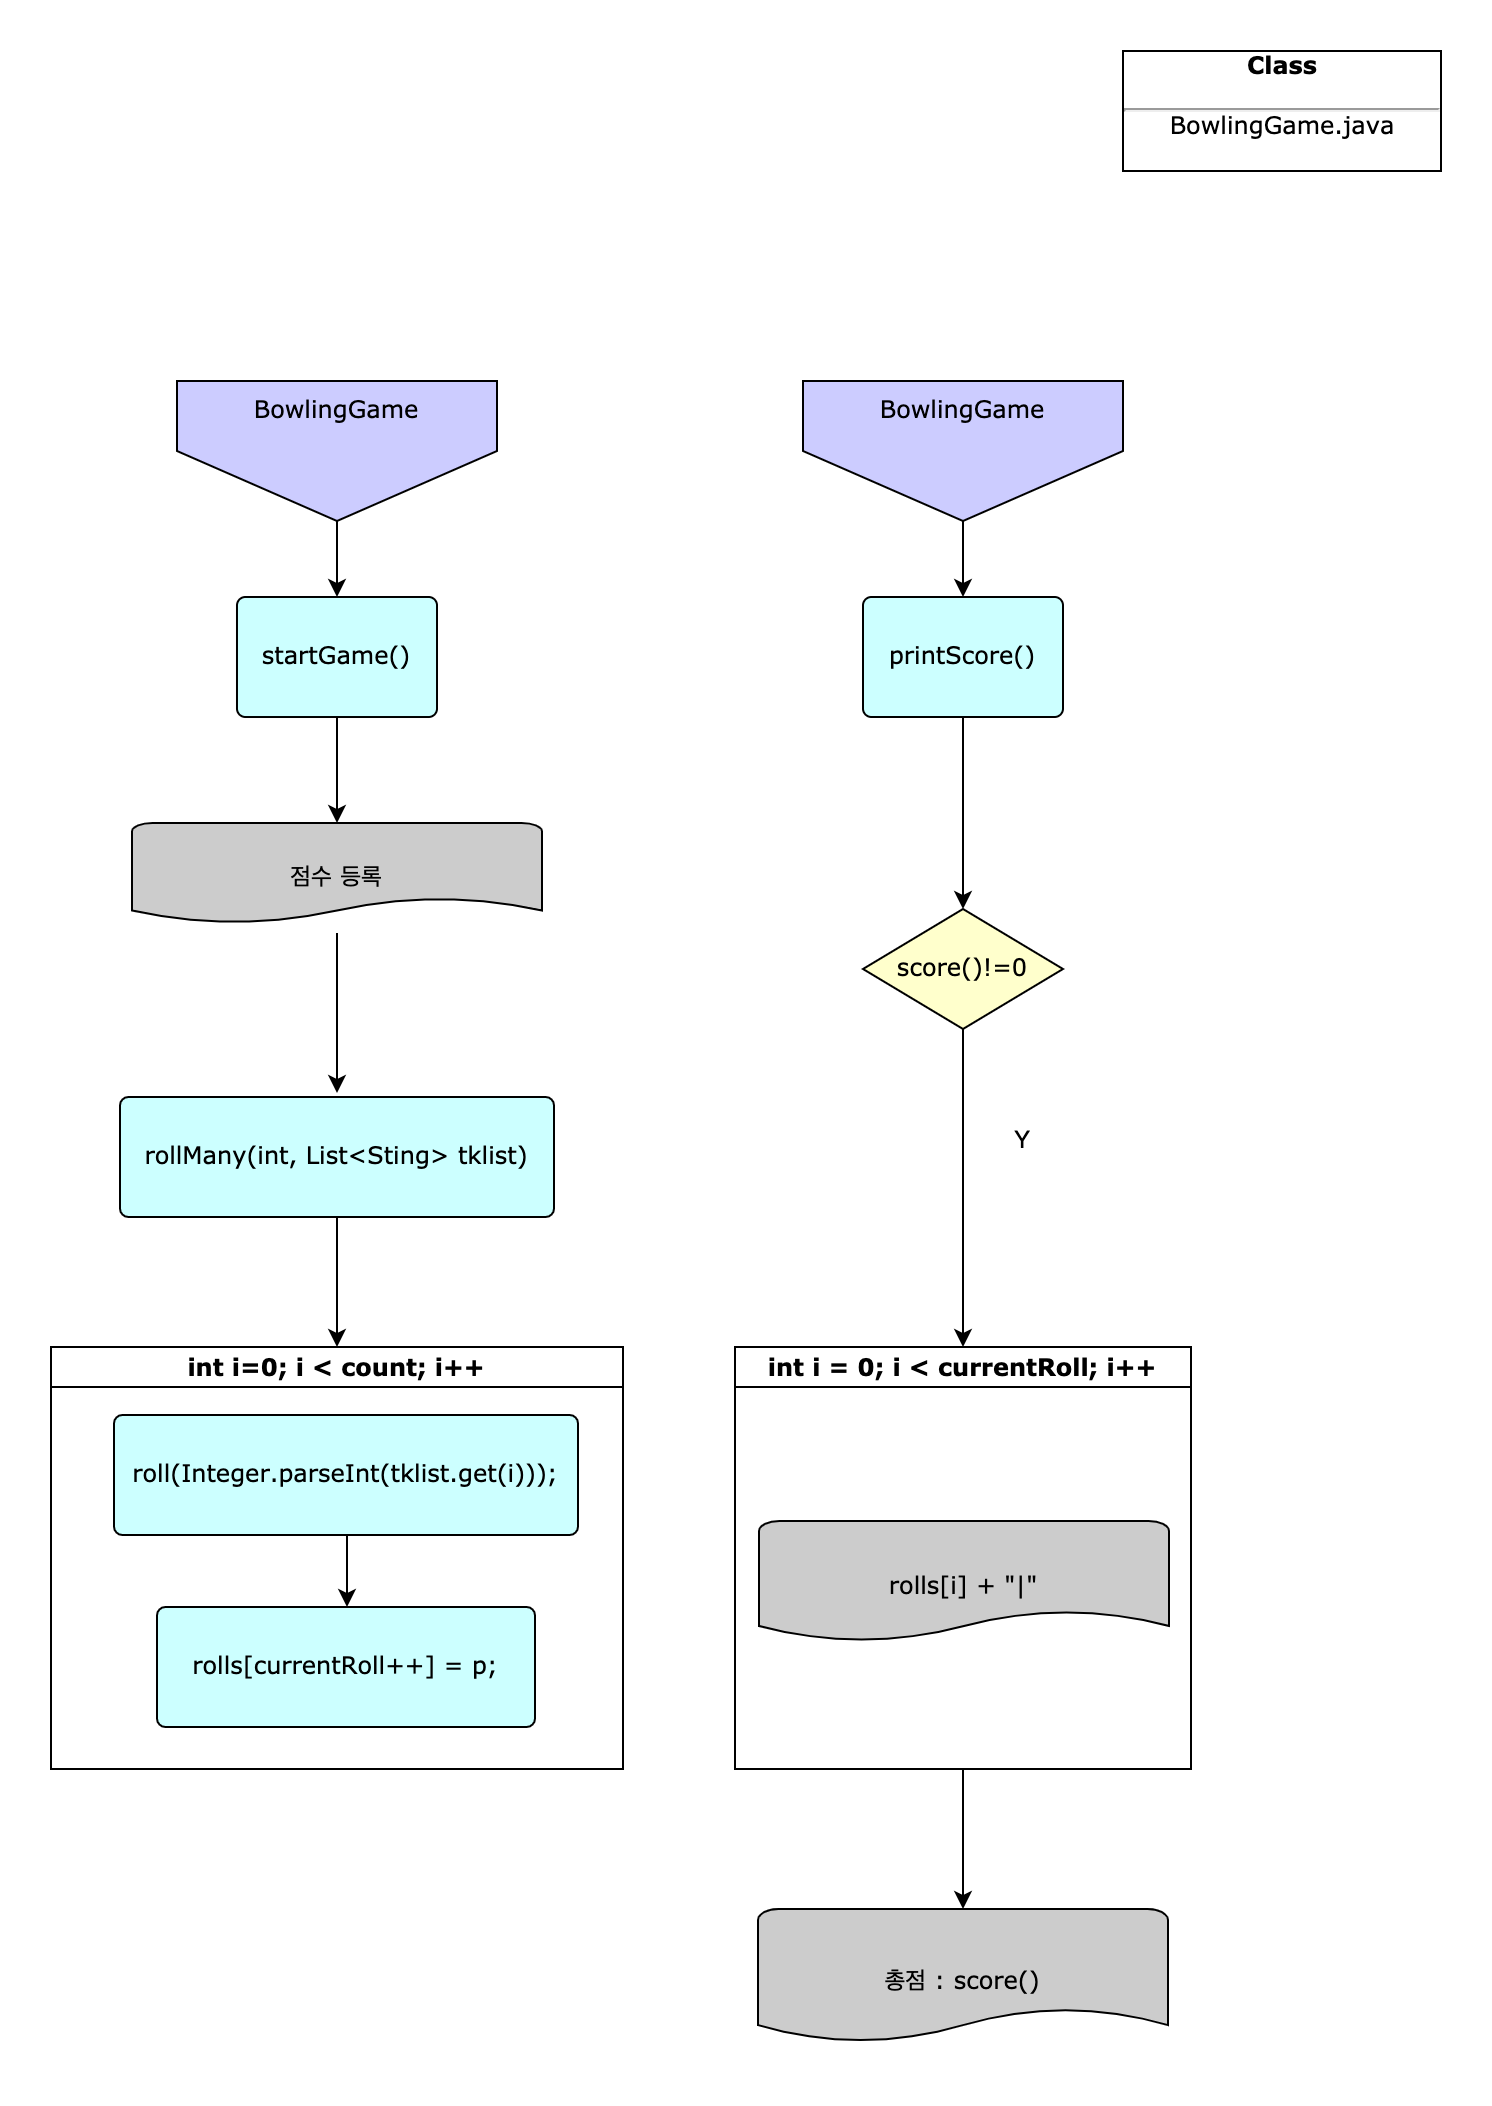 Class
BowlingGame.java
BowlingGame
startGame()
점수 등록
rollMany(int, List<Sting> tklist)
int i=0; i < count; i++
roll(Integer.parseInt(tklist.get(i)));
rolls[currentRoll++] = p;
BowlingGame
printScore()
score()!=0
Y
int i = 0; i < currentRoll; i++
rolls[i] + "|"
총점 : score()